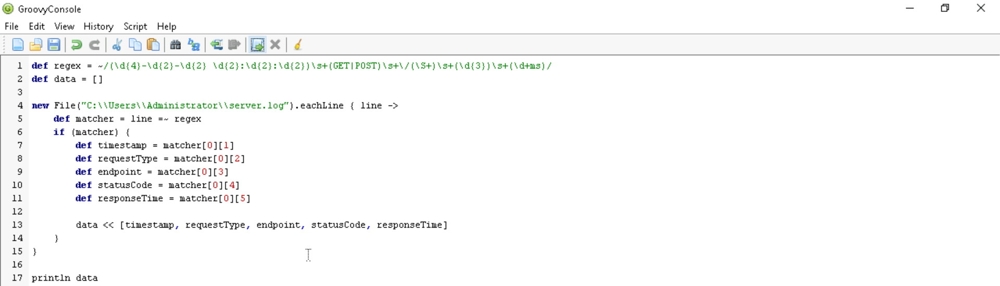 GroovyConsole
File Edit View History Script Help
1 def regex = ~/(\d{4}-\d{2}-\d{2} \d{2}:\d{2}:\d{2})\s+(GET|POST)\s+\/(\S+)\s+(\d{3})\s+(\d+ms)/
2 def data = []
3
4 new File("C:\\Users\\Administrator\\server.log").eachLine { line ->
5     def matcher = line =~ regex
6     if (matcher) {
7         def timestamp = matcher[0][1]
8         def requestType = matcher[0][2]
9         def endpoint = matcher[0][3]
10         def statusCode = matcher[0][4]
11         def responseTime = matcher[0][5]
12
13         data << [timestamp, requestType, endpoint, statusCode, responseTime]
14     }
15 }
16
17 println data